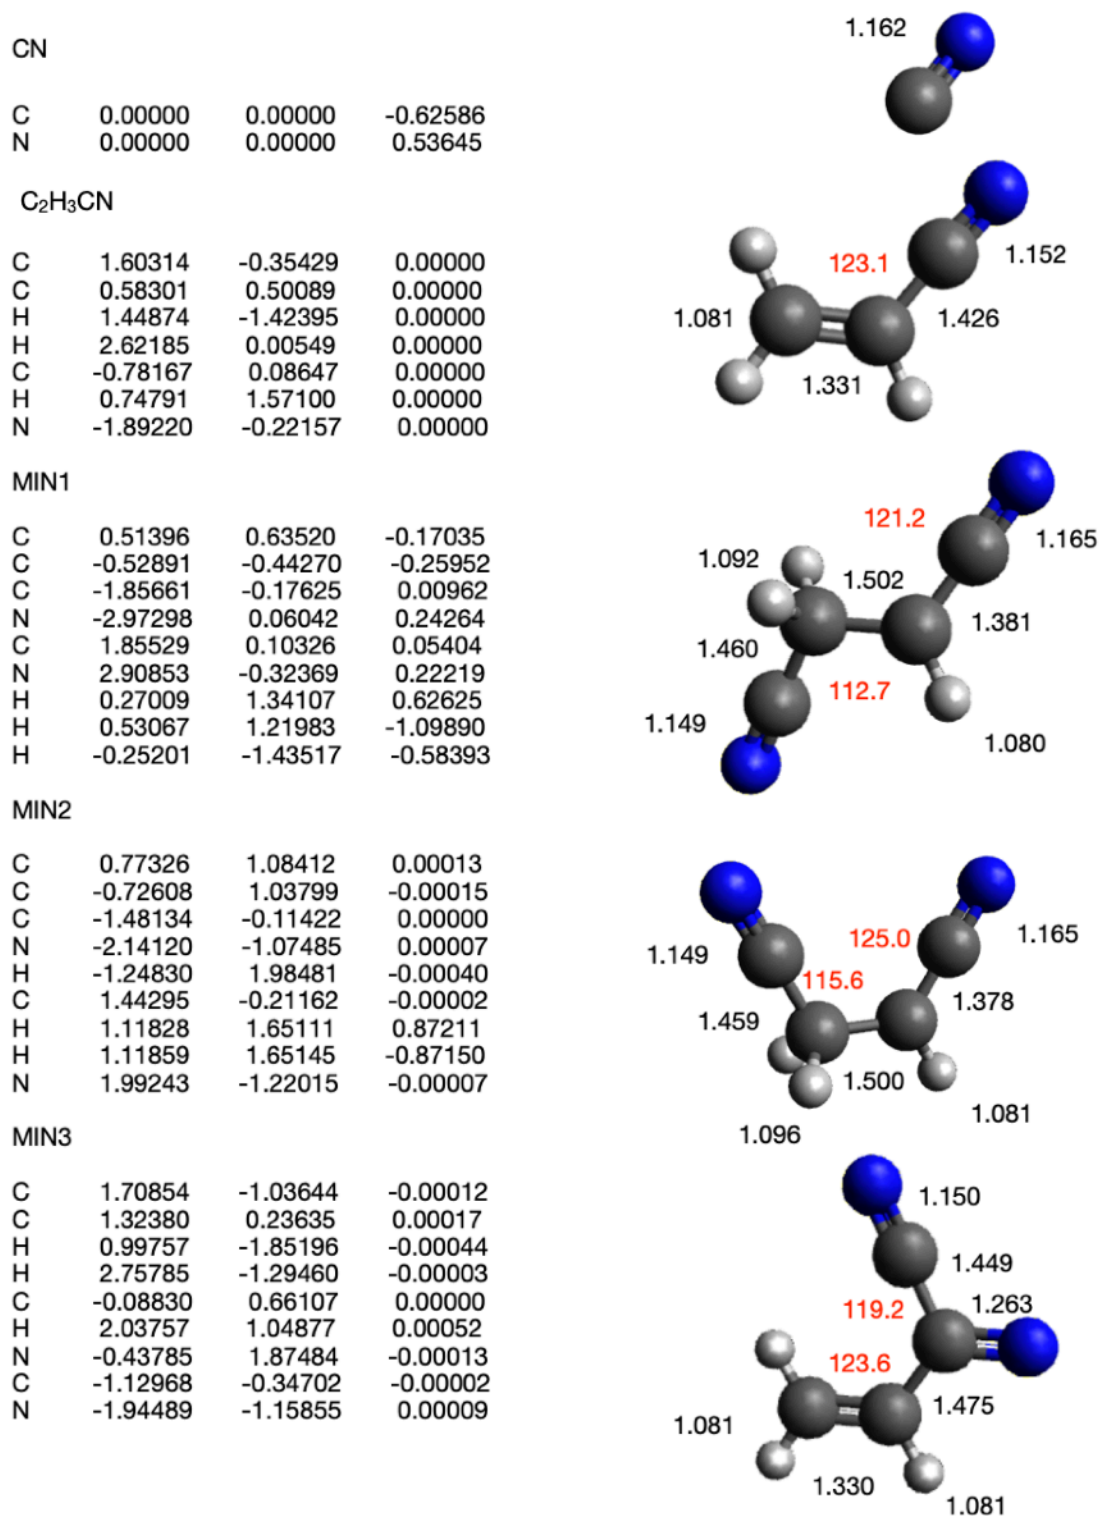 CN
1.162
C 0.00000 0.00000 -0.62586
N 0.00000 0.00000 0.53645
C₂H₃CN
C 1.60314 -0.35429 0.00000
C 0.58301 0.50089 0.00000
H 1.44874 -1.42395 0.00000
H 2.62185 0.00549 0.00000
C -0.78167 0.08647 0.00000
H 0.74791 1.57100 0.00000
N -1.89220 -0.22157 0.00000
123.1
1.152
1.081
1.426
1.331
MIN1
C 0.51396 0.63520 -0.17035
C -0.52891 -0.44270 -0.25952
C -1.85661 -0.17625 0.00962
N -2.97298 0.06042 0.24264
C 1.85529 0.10326 0.05404
N 2.90853 -0.32369 0.22219
H 0.27009 1.34107 0.62625
H 0.53067 1.21983 -1.09890
H -0.25201 -1.43517 -0.58393
121.2
1.165
1.092
1.502
1.381
1.460
112.7
1.149
1.080
MIN2
C 0.77326 1.08412 0.00013
C -0.72608 1.03799 -0.00015
C -1.48134 -0.11422 0.00000
N -2.14120 -1.07485 0.00007
H -1.24830 1.98481 -0.00040
C 1.44295 -0.21162 -0.00002
H 1.11828 1.65111 0.87211
H 1.11859 1.65145 -0.87150
N 1.99243 -1.22015 -0.00007
1.149
125.0
1.165
115.6
1.459
1.378
1.500
1.081
1.096
MIN3
C 1.70854 -1.03644 -0.00012
C 1.32380 0.23635 0.00017
H 0.99757 -1.85196 -0.00044
H 2.75785 -1.29460 -0.00003
C -0.08830 0.66107 0.00000
H 2.03757 1.04877 0.00052
N -0.43785 1.87484 -0.00013
C -1.12968 -0.34702 -0.00002
N -1.94489 -1.15855 0.00009
1.150
1.449
119.2
1.263
123.6
1.475
1.081
1.330
1.081